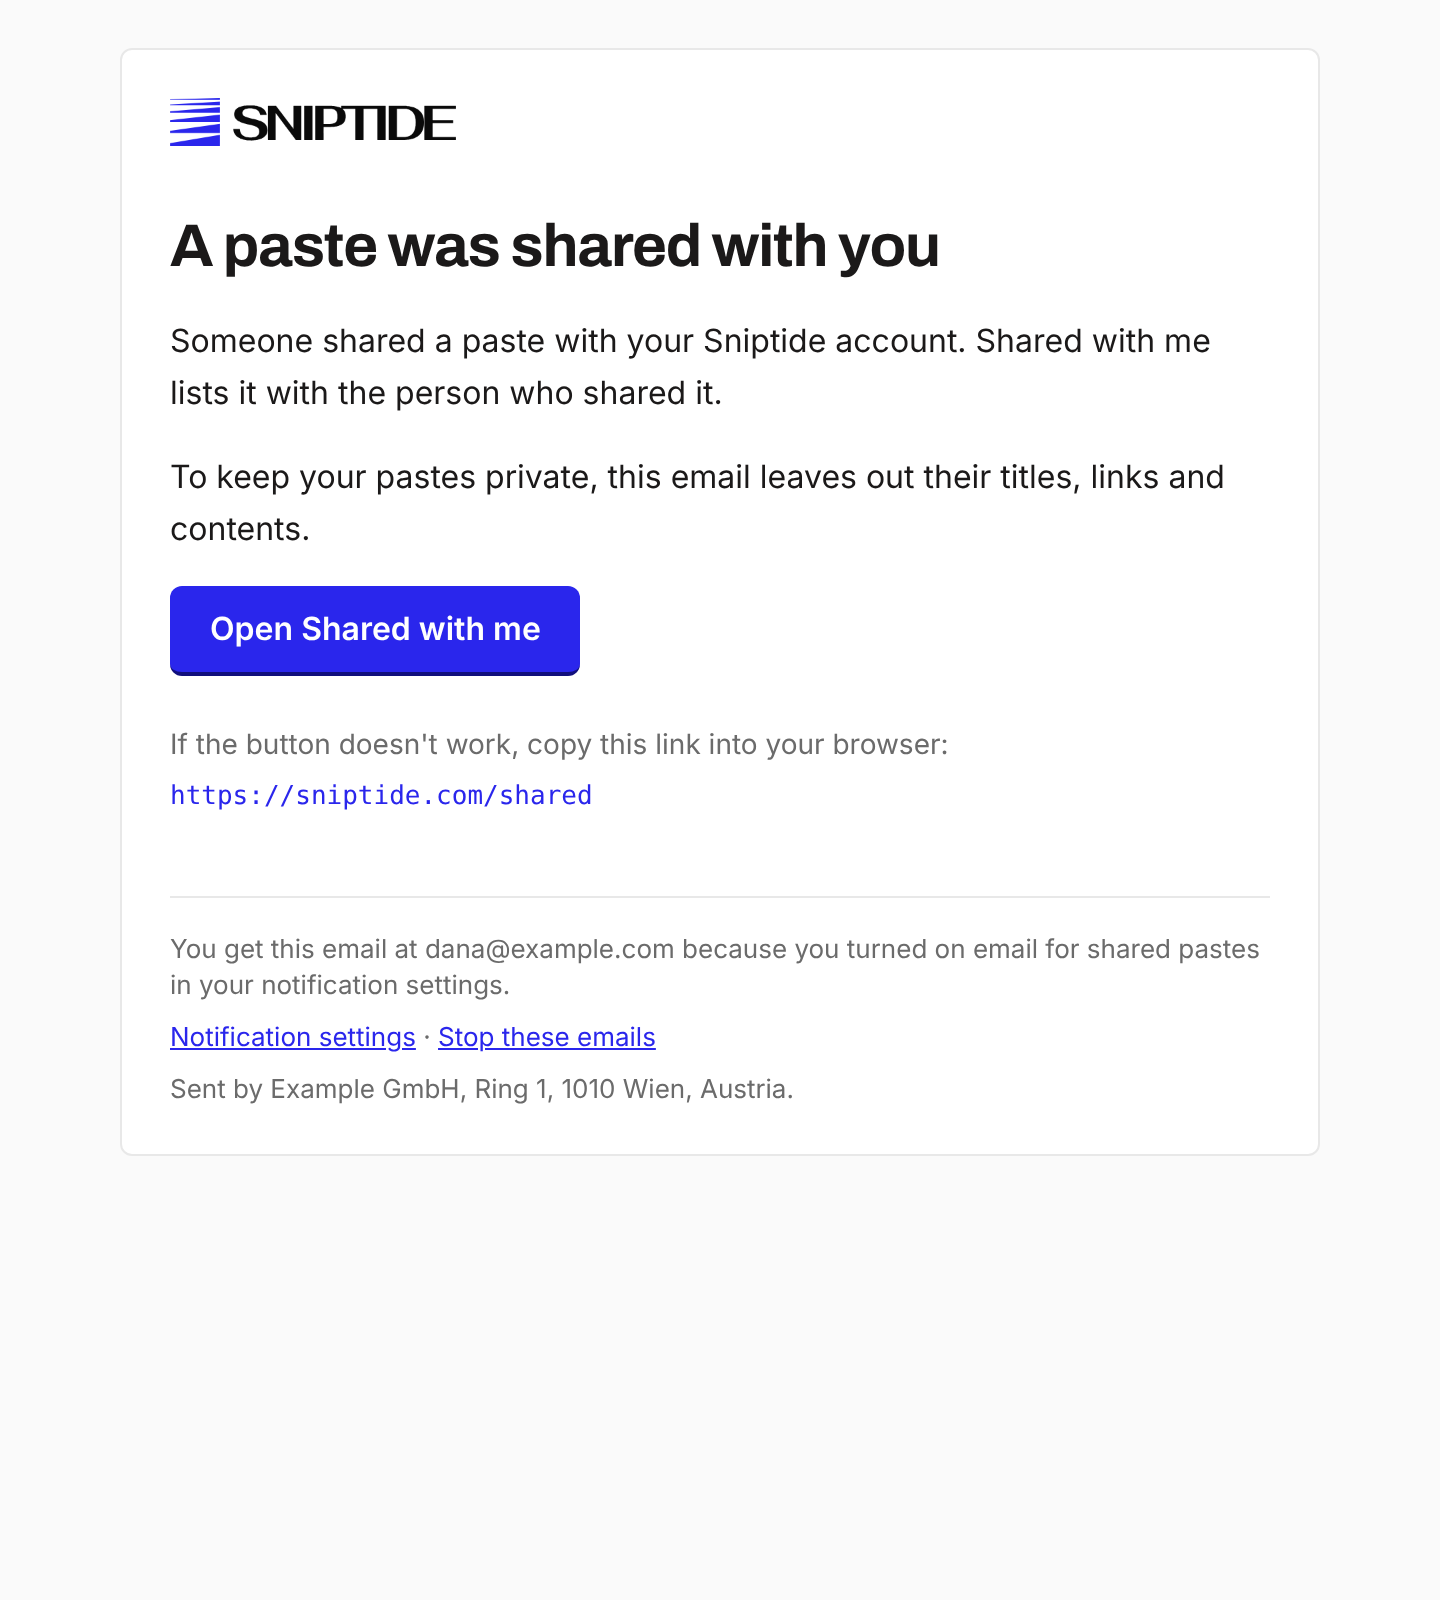 SNIPTIDE
A paste was shared with you
Someone shared a paste with your Sniptide account. Shared with me
lists it with the person who shared it.
To keep your pastes private, this email leaves out their titles, links and
contents.
Open Shared with me
If the button doesn't work, copy this link into your browser:
https://sniptide.com/shared
You get this email at dana@example.com because you turned on email for shared pastes
in your notification settings.
Notification settings · Stop these emails
Sent by Example GmbH, Ring 1, 1010 Wien, Austria.